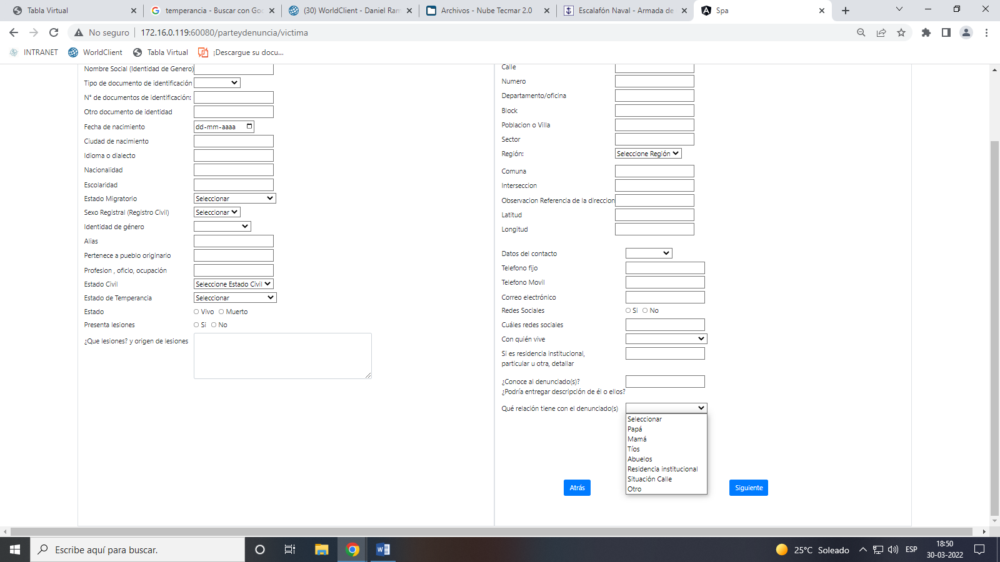 Tabla Virtual
temperancia - Buscar con Goo
(30) WorldClient - Daniel Ram
Archivos - Nube Tecmar 2.0
Escalafón Naval - Armada de
Spa
No seguro
172.16.0.119:60080/parteydenuncia/victima
INTRANET
WorldClient
Tabla Virtual
¡Descargue su docu...
Nombre Social (Identidad de Genero)
Tipo de documento de identificación
N° de documentos de identificación:
Otro documento de identidad
Fecha de nacimiento dd-mm-aaaa
Ciudad de nacimiento
Idioma o dialecto
Nacionalidad
Escolaridad
Estado Migratorio Seleccionar
Sexo Registral (Registro Civil) Seleccionar
Identidad de género
Alias
Pertenece a pueblo originario
Profesion , oficio, ocupación
Estado Civil Seleccione Estado Civil
Estado de Temperancia Seleccionar
Estado Vivo Muerto
Presenta lesiones Si No
¿Que lesiones? y origen de lesiones
Calle
Numero
Departamento/oficina
Block
Poblacion o Villa
Sector
Región: Seleccione Región
Comuna
Interseccion
Observacion Referencia de la direccion
Latitud
Longitud
Datos del contacto
Telefono fijo
Telefono Movil
Correo electrónico
Redes Sociales Si No
Cuáles redes sociales
Con quién vive
Si es residencia institucional,
particular u otra, detallar
¿Conoce al denunciado(s)?
¿Podría entregar descripción de él o ellos?
Qué relación tiene con el denunciado(s)
Seleccionar
Papá
Mamá
Tíos
Abuelos
Residencia institucional
Situación Calle
Otro
Atrás
Siguiente
Escribe aquí para buscar.
25°C Soleado
ESP
18:50
30-03-2022